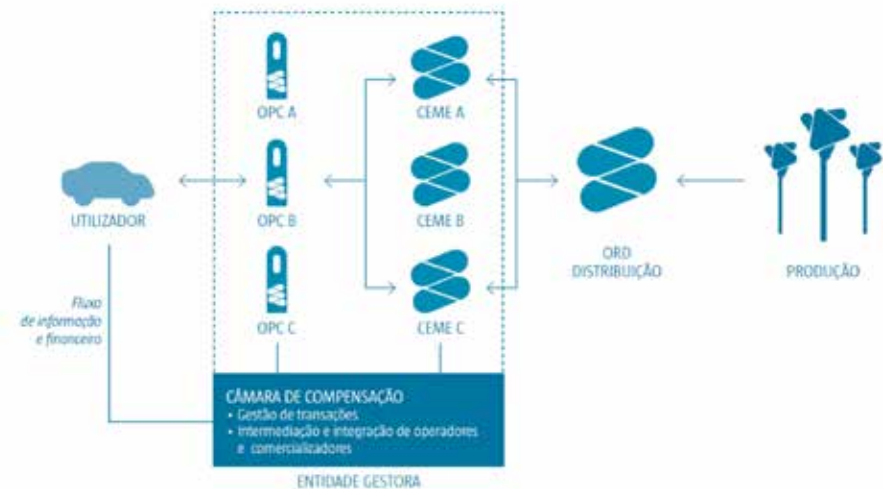 OPC A
CEME A
UTILIZADOR
OPC B
CEME B
ORD
DISTRIBUIÇÃO
PRODUÇÃO
Fluxo
de informação
e financeiro
OPC C
CEME C
CÂMARA DE COMPENSAÇÃO
• Gestão de transações
• Intermediação e integração de operadores
e comercializadores
ENTIDADE GESTORA